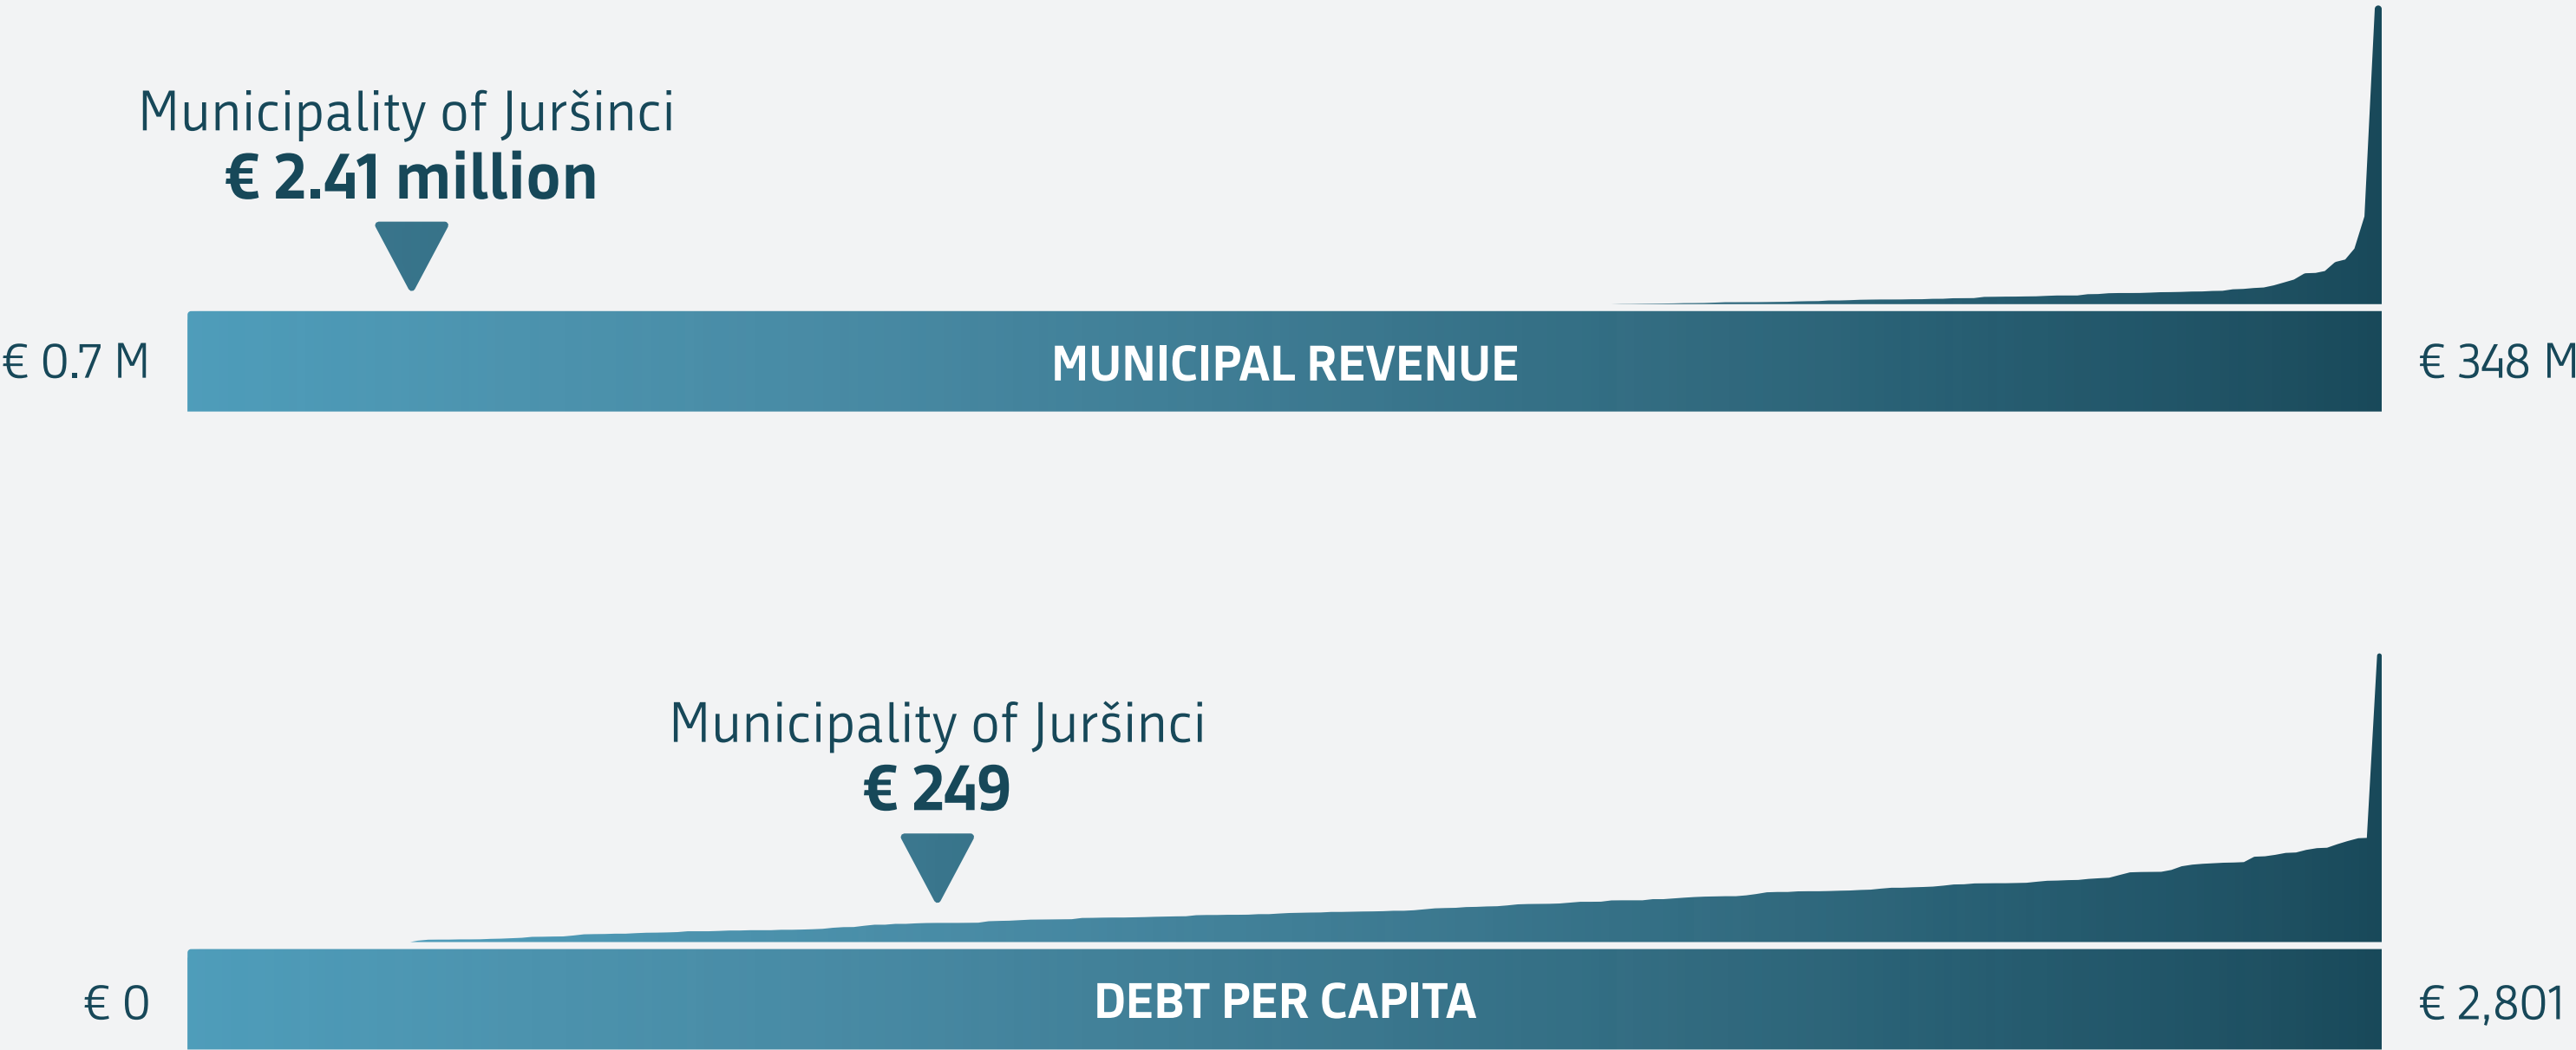 Municipality of Juršinci
€ 2.41 million
€ 0.7 M
MUNICIPAL REVENUE
€ 348 M
Municipality of Juršinci
€ 249
€ 0
DEBT PER CAPITA
€ 2,801